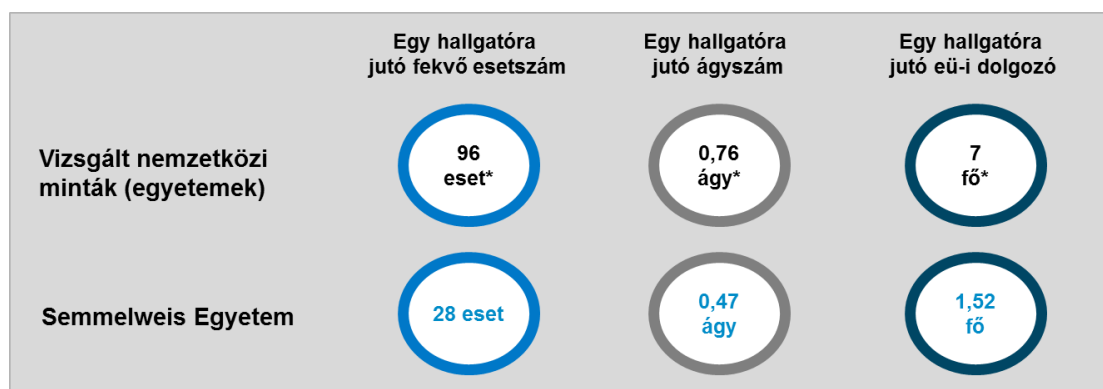 Egy hallgatóra
jutó fekvő esetszám
Egy hallgatóra
jutó ágyszám
Egy hallgatóra
jutó eü-i dolgozó
Vizsgált nemzetközi
minták (egyetemek)
96
eset*
0,76
ágy*
7
fő*
Semmelweis Egyetem
28 eset
0,47
ágy
1,52
fő